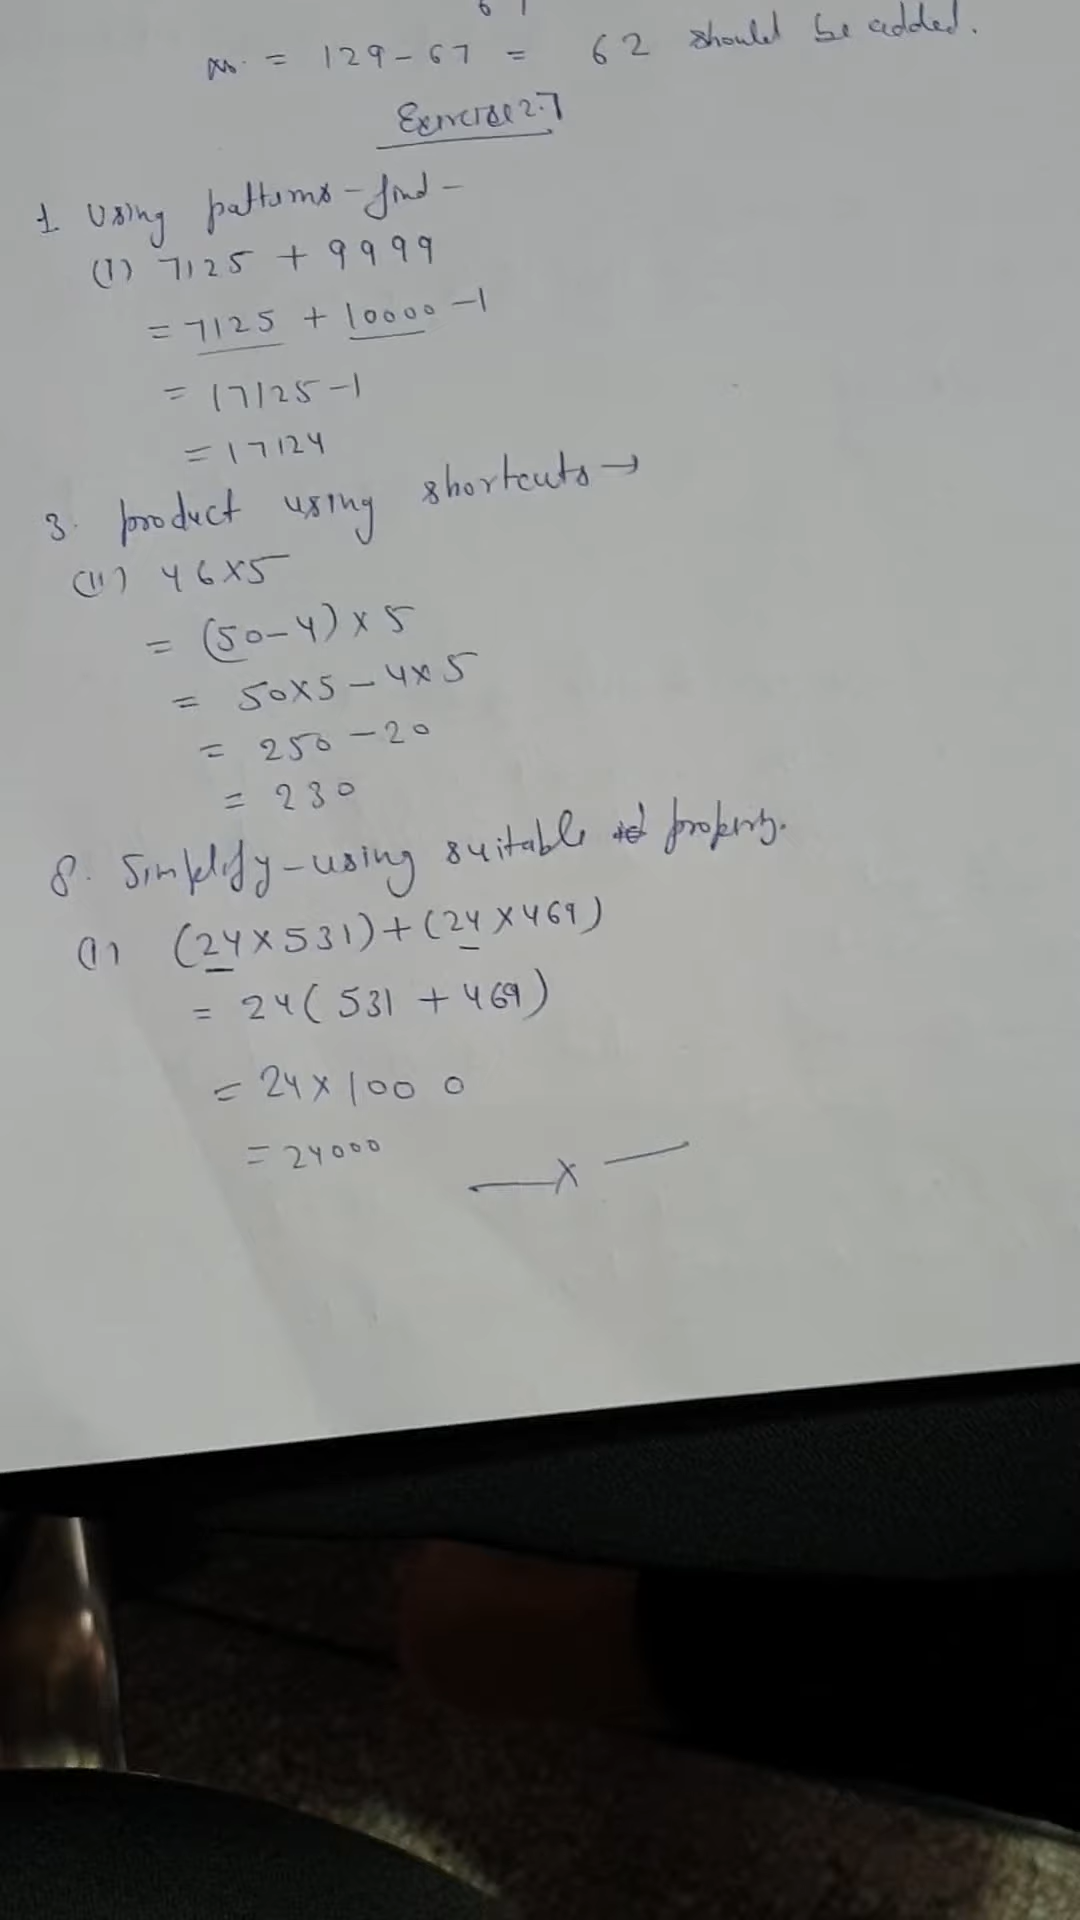 = 129 - 67 = 62 should be added.
Exercise 2.7
1. Using patterns - find -
(i) 7125 + 9999
= 7125 + 10000 - 1
= 17125 - 1
= 17124
3. product using shortcuts →
(ii) 46 × 5
= (50 - 4) × 5
= 50 × 5 - 4 × 5
= 250 - 20
= 230
8. Simplify - using suitable property.
(i) (24 × 531) + (24 × 469)
= 24 ( 531 + 469 )
= 24 × 1000
= 24000
— x —